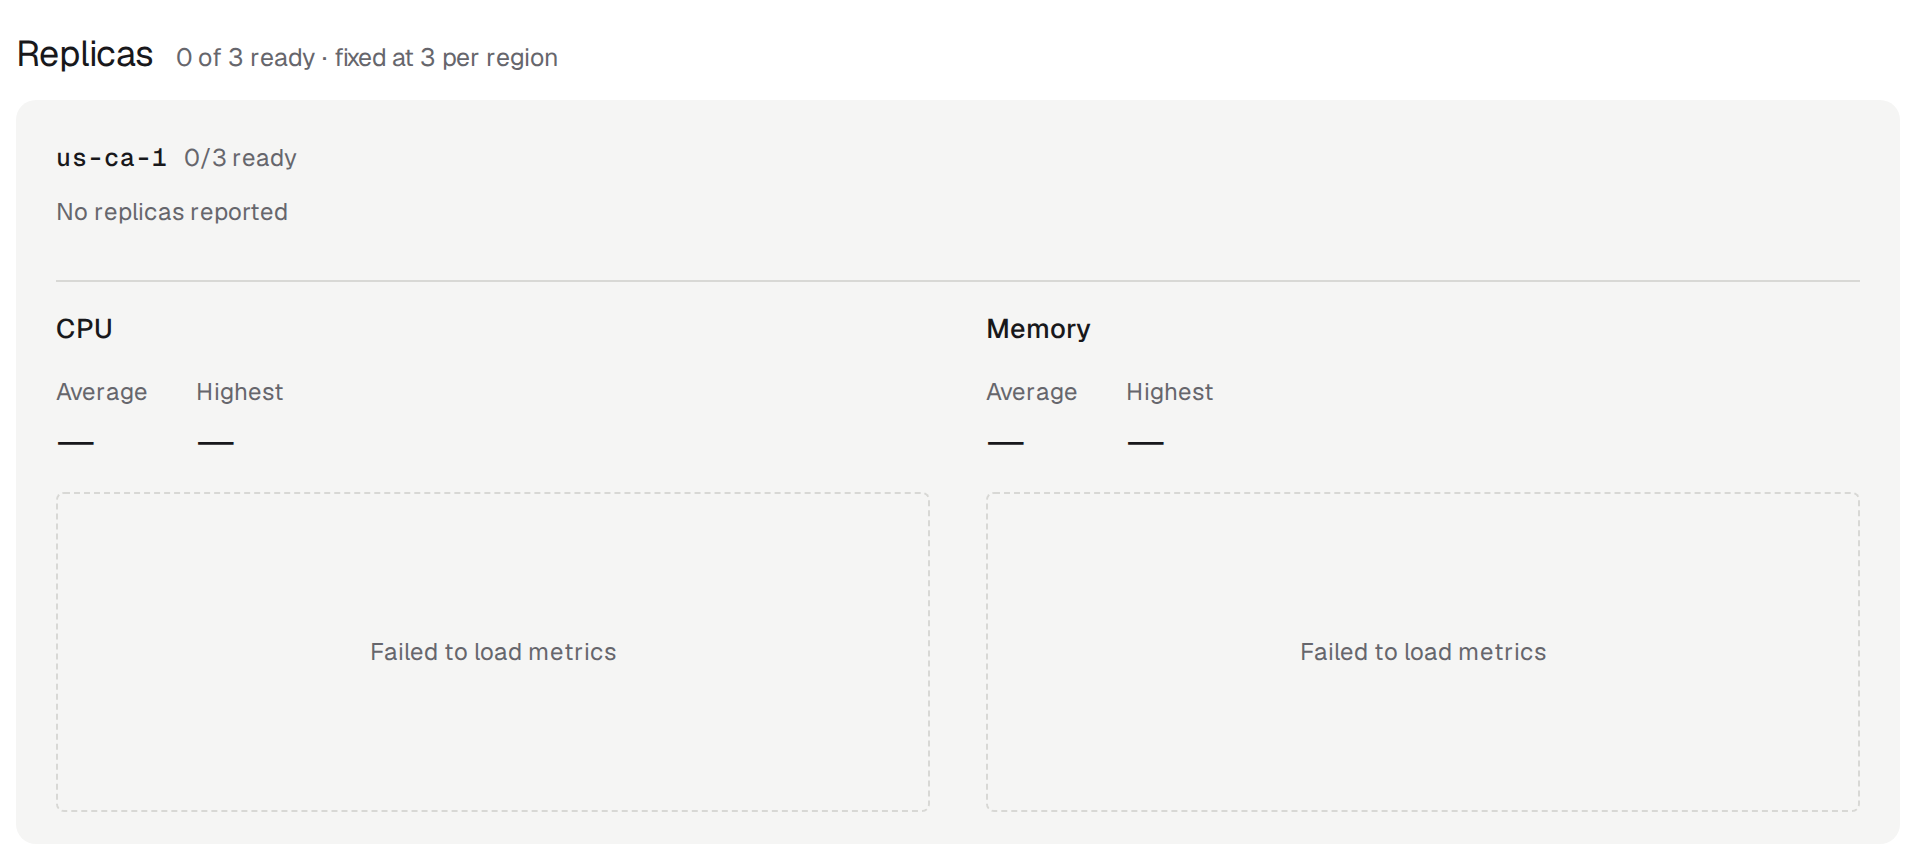 Replicas 0 of 3 ready · fixed at 3 per region
us-ca-1 0/3 ready
No replicas reported
CPU
Average Highest
— —
Failed to load metrics
Memory
Average Highest
— —
Failed to load metrics